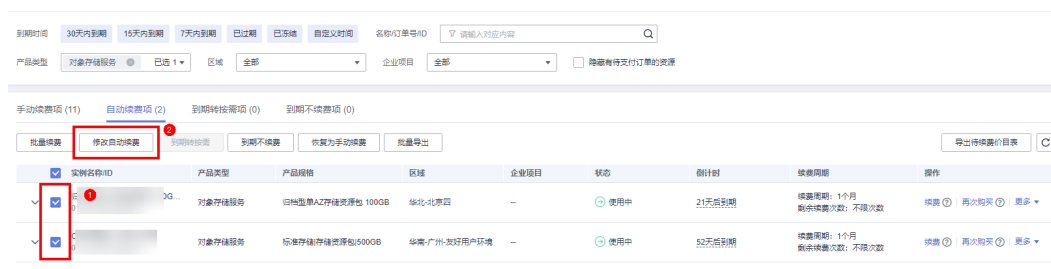 到期时间 30天内到期 15天内到期 7天内到期 已过期 已冻结 自定义时间 名称/订单号/ID 请输入对应内容
产品类型 对象存储服务 已选 1 区域 全部 企业项目 全部 隐藏有待支付订单的资源
手动续费项 (11) 自动续费项 (2) 到期转按需项 (0) 到期不续费项 (0)
2
批量续费 修改自动续费 到期转按需 到期不续费 恢复为手动续费 批量导出 导出待续费价目表
实例名称/ID 产品类型 产品规格 区域 企业项目 状态 倒计时 续费周期 操作
1
0G... 对象存储服务 归档型单AZ存储资源包 100GB 华北-北京四 -- 使用中 21天后到期 续费周期：1个月 续费 再次购买 更多
剩余续费次数：不限次数
对象存储服务 标准存储|存储资源包|500GB 华南-广州-友好用户环境 -- 使用中 52天后到期 续费周期：1个月 续费 再次购买 更多
剩余续费次数：不限次数